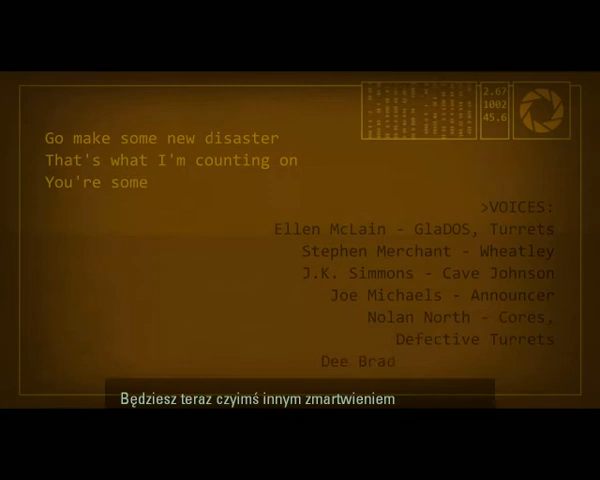 2.67
1002
45.6
Go make some new disaster
That's what I'm counting on
You're some
>VOICES:
Ellen McLain - GlaDOS, Turrets
Stephen Merchant - Wheatley
J.K. Simmons - Cave Johnson
Joe Michaels - Announcer
Nolan North - Cores,
Defective Turrets
Dee Brad
Będziesz teraz czyimś innym zmartwieniem